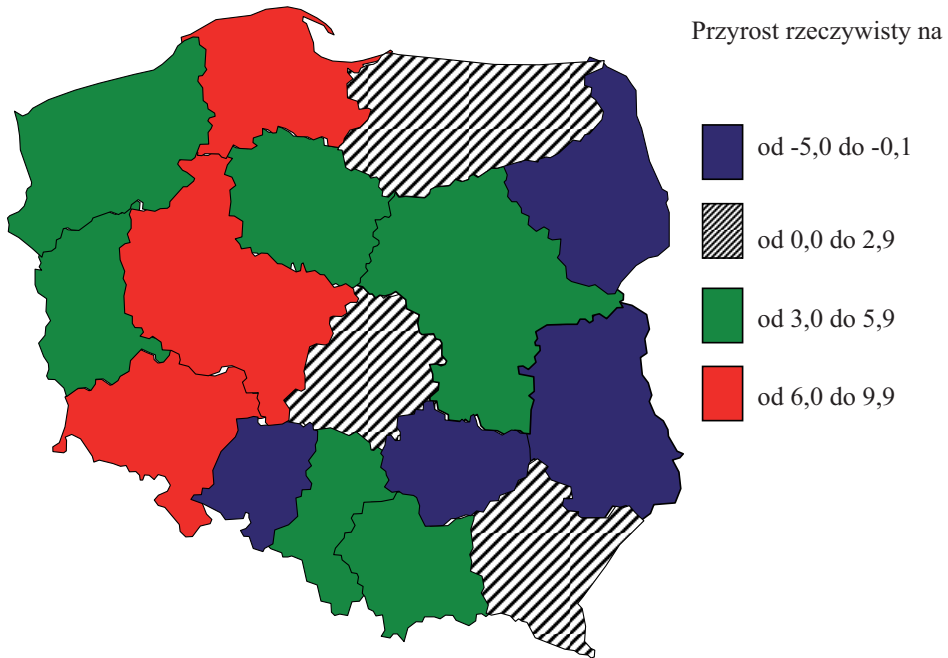 Przyrost rzeczywisty na
od -5,0 do -0,1
od 0,0 do 2,9
od 3,0 do 5,9
od 6,0 do 9,9